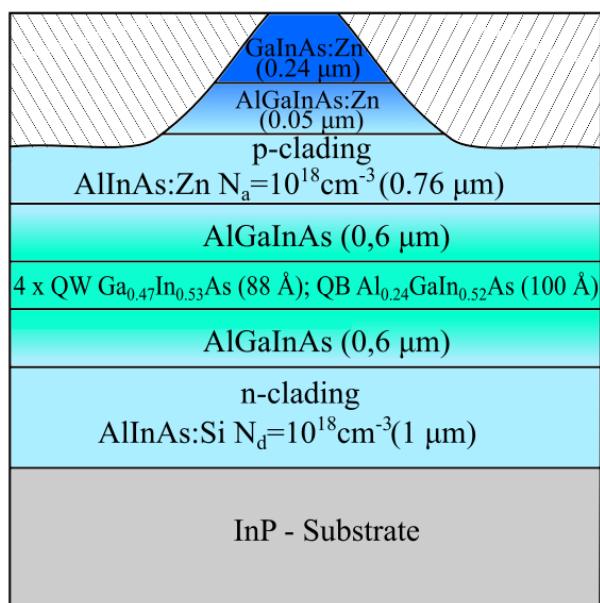 GaInAs:Zn
(0.24 μm)
AlGaInAs:Zn
(0.05 μm)
p-clading
AlInAs:Zn Nₐ=10¹⁸cm⁻³(0.76 μm)
AlGaInAs (0,6 μm)
4 x QW Ga₀.₄₇In₀.₅₃As (88 Å); QB Al₀.₂₄GaIn₀.₅₂As (100 Å)
AlGaInAs (0,6 μm)
n-clading
AlInAs:Si N_d=10¹⁸cm⁻³(1 μm)
InP - Substrate